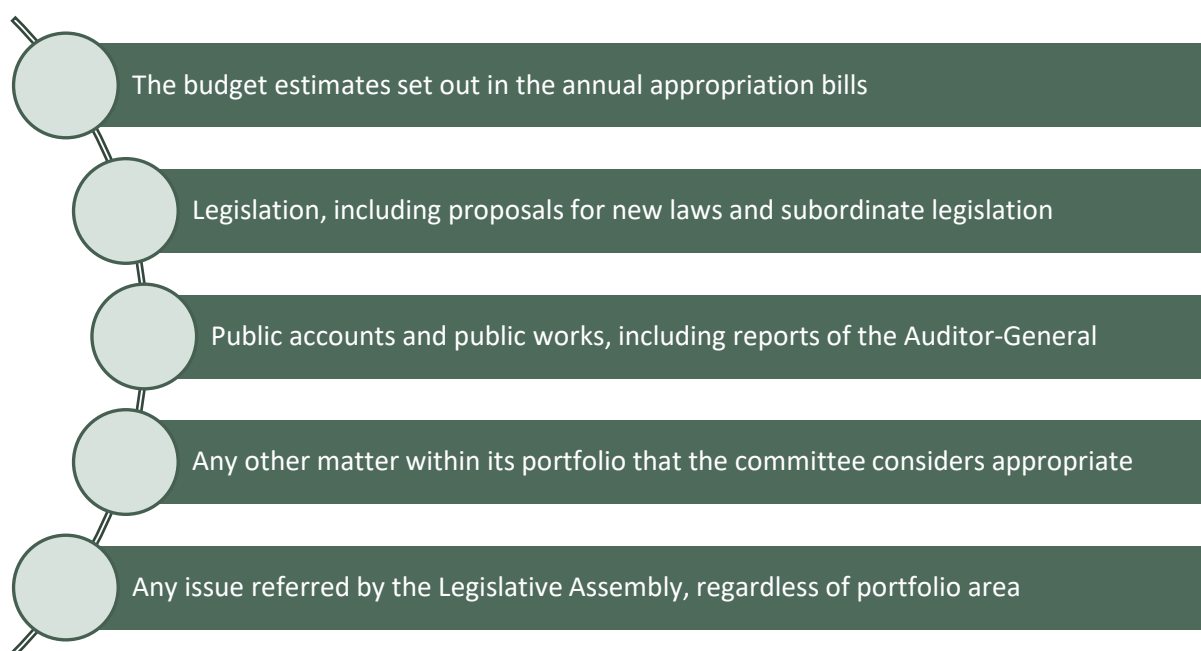 The budget estimates set out in the annual appropriation bills
Legislation, including proposals for new laws and subordinate legislation
Public accounts and public works, including reports of the Auditor-General
Any other matter within its portfolio that the committee considers appropriate
Any issue referred by the Legislative Assembly, regardless of portfolio area